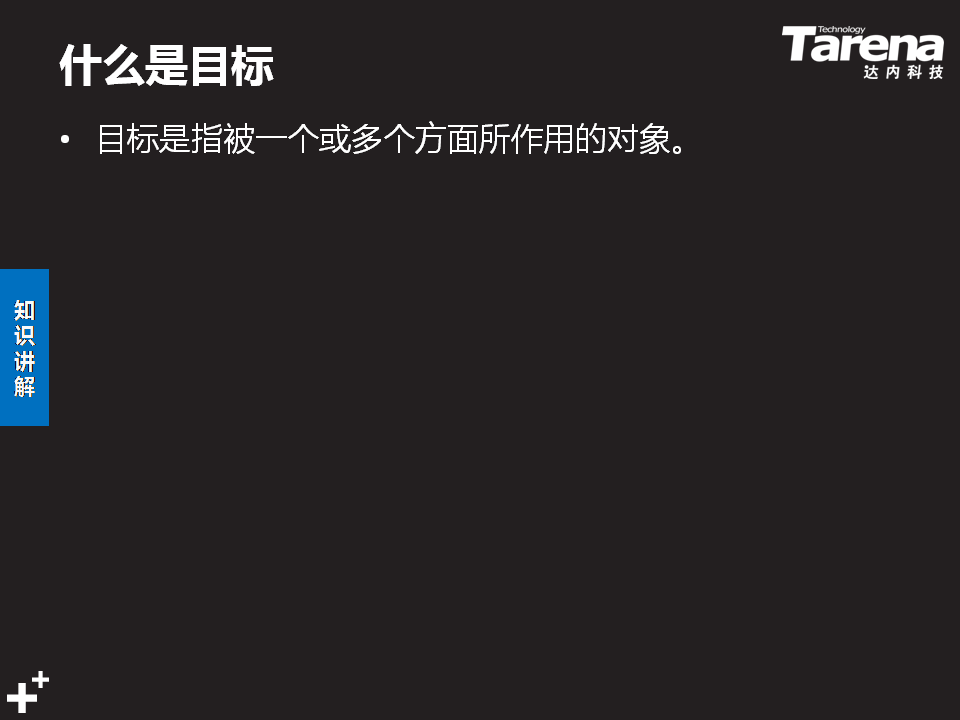 什么是目标
Technology
Tarena
达内科技
• 目标是指被一个或多个方面所作用的对象。
知
识
讲
解